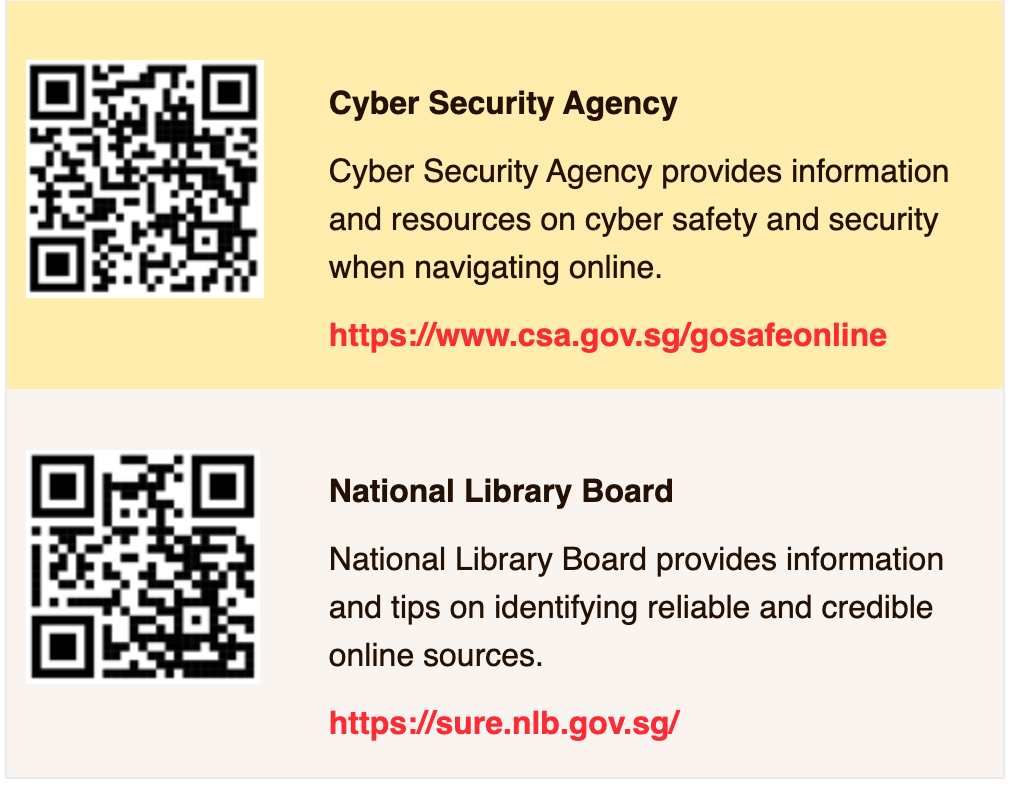 Cyber Security Agency
Cyber Security Agency provides information
and resources on cyber safety and security
when navigating online.
https://www.csa.gov.sg/gosafeonline
National Library Board
National Library Board provides information
and tips on identifying reliable and credible
online sources.
https://sure.nlb.gov.sg/